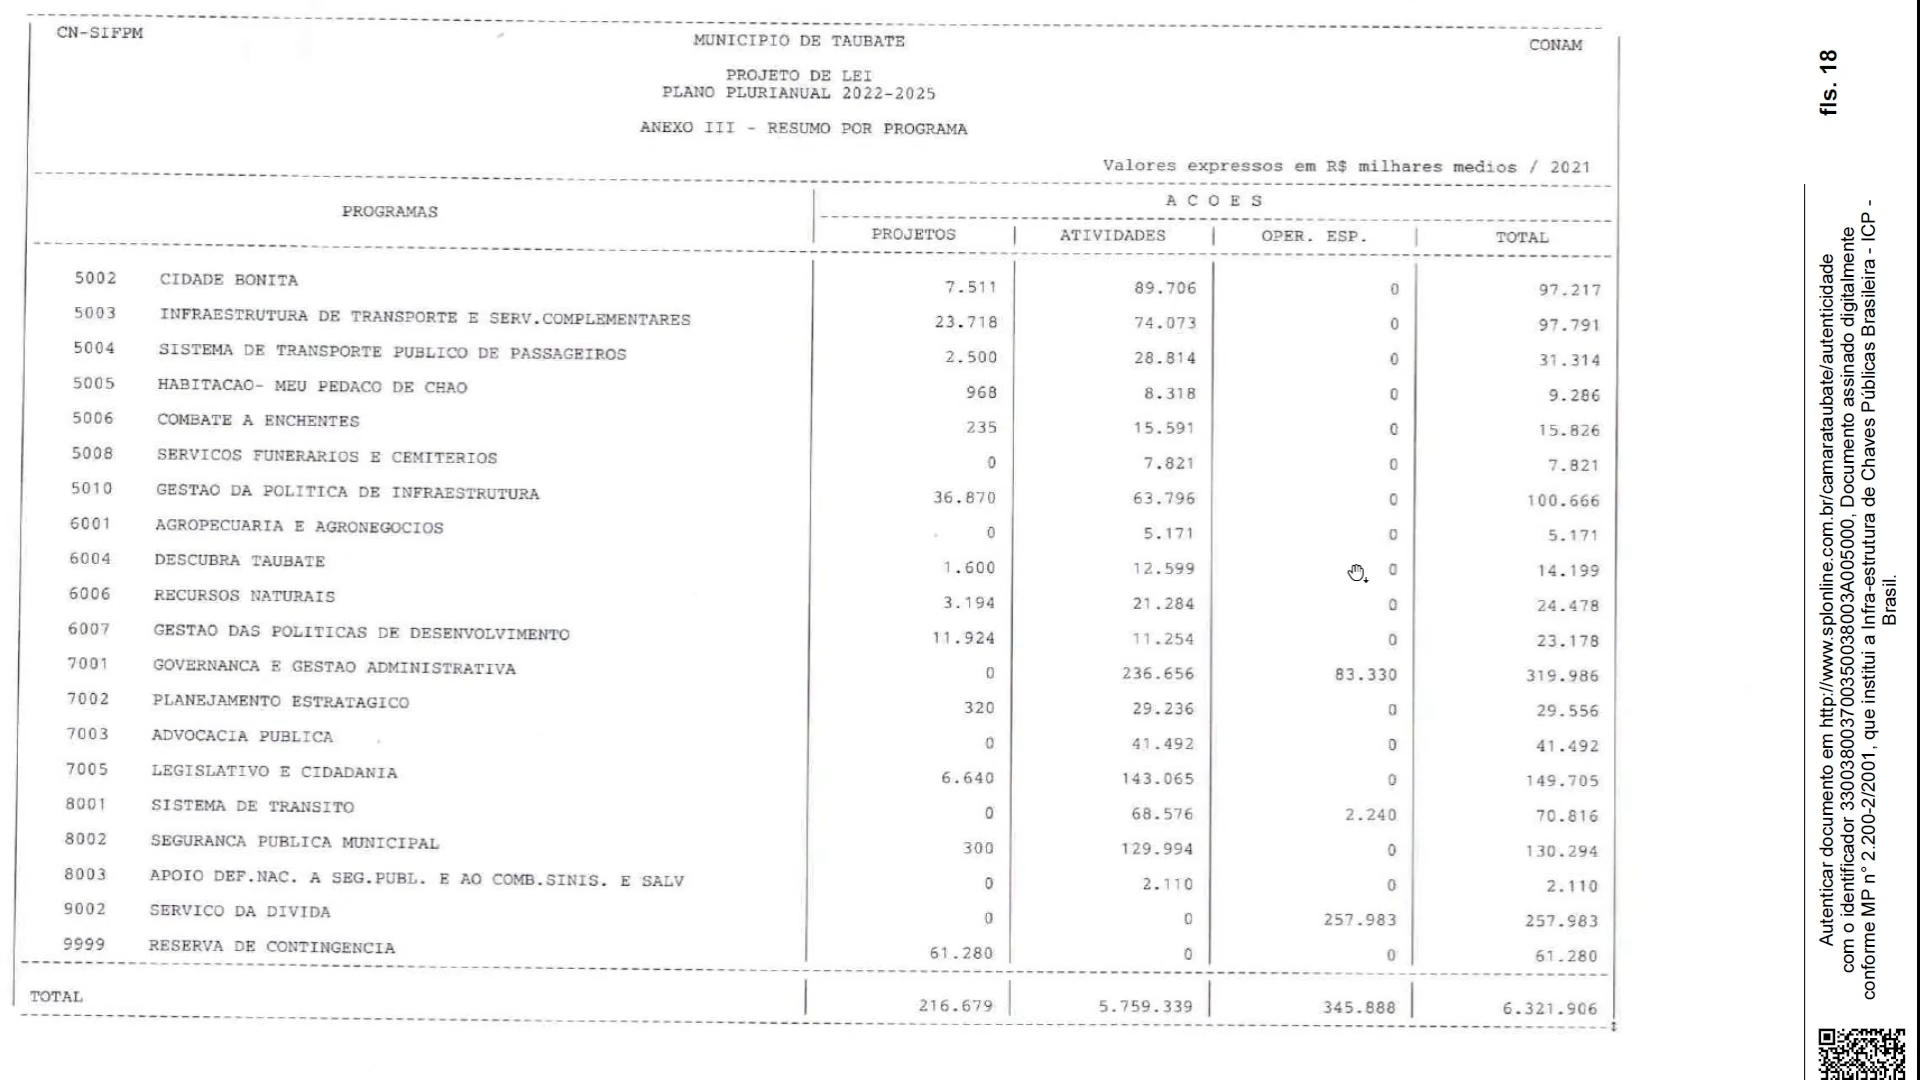 CN-SIFPM
MUNICIPIO DE TAUBATE
CONAM
PROJETO DE LEI
PLANO PLURIANUAL 2022-2025
ANEXO III - RESUMO POR PROGRAMA
Valores expressos em R$ milhares medios / 2021
PROGRAMAS
A C O E S
PROJETOS | ATIVIDADES | OPER. ESP. | TOTAL
5002 CIDADE BONITA 7.511 89.706 0 97.217
5003 INFRAESTRUTURA DE TRANSPORTE E SERV.COMPLEMENTARES 23.718 74.073 0 97.791
5004 SISTEMA DE TRANSPORTE PUBLICO DE PASSAGEIROS 2.500 28.814 0 31.314
5005 HABITACAO- MEU PEDACO DE CHAO 968 8.318 0 9.286
5006 COMBATE A ENCHENTES 235 15.591 0 15.826
5008 SERVICOS FUNERARIOS E CEMITERIOS 0 7.821 0 7.821
5010 GESTAO DA POLITICA DE INFRAESTRUTURA 36.870 63.796 0 100.666
6001 AGROPECUARIA E AGRONEGOCIOS 0 5.171 0 5.171
6004 DESCUBRA TAUBATE 1.600 12.599 0 14.199
6006 RECURSOS NATURAIS 3.194 21.284 0 24.478
6007 GESTAO DAS POLITICAS DE DESENVOLVIMENTO 11.924 11.254 0 23.178
7001 GOVERNANCA E GESTAO ADMINISTRATIVA 0 236.656 83.330 319.986
7002 PLANEJAMENTO ESTRATAGICO 320 29.236 0 29.556
7003 ADVOCACIA PUBLICA 0 41.492 0 41.492
7005 LEGISLATIVO E CIDADANIA 6.640 143.065 0 149.705
8001 SISTEMA DE TRANSITO 0 68.576 2.240 70.816
8002 SEGURANCA PUBLICA MUNICIPAL 300 129.994 0 130.294
8003 APOIO DEF.NAC. A SEG.PUBL. E AO COMB.SINIS. E SALV 0 2.110 0 2.110
9002 SERVICO DA DIVIDA 0 0 257.983 257.983
9999 RESERVA DE CONTINGENCIA 61.280 0 0 61.280
TOTAL 216.679 5.759.339 345.888 6.321.906
fls. 18
Autenticar documento em http://www.splonline.com.br/camarataubate/autenticidade
com o identificador 330038003700350038003A005000, Documento assinado digitalmente
conforme MP n° 2.200-2/2001, que institui a Infra-estrutura de Chaves Públicas Brasileira - ICP -
Brasil.